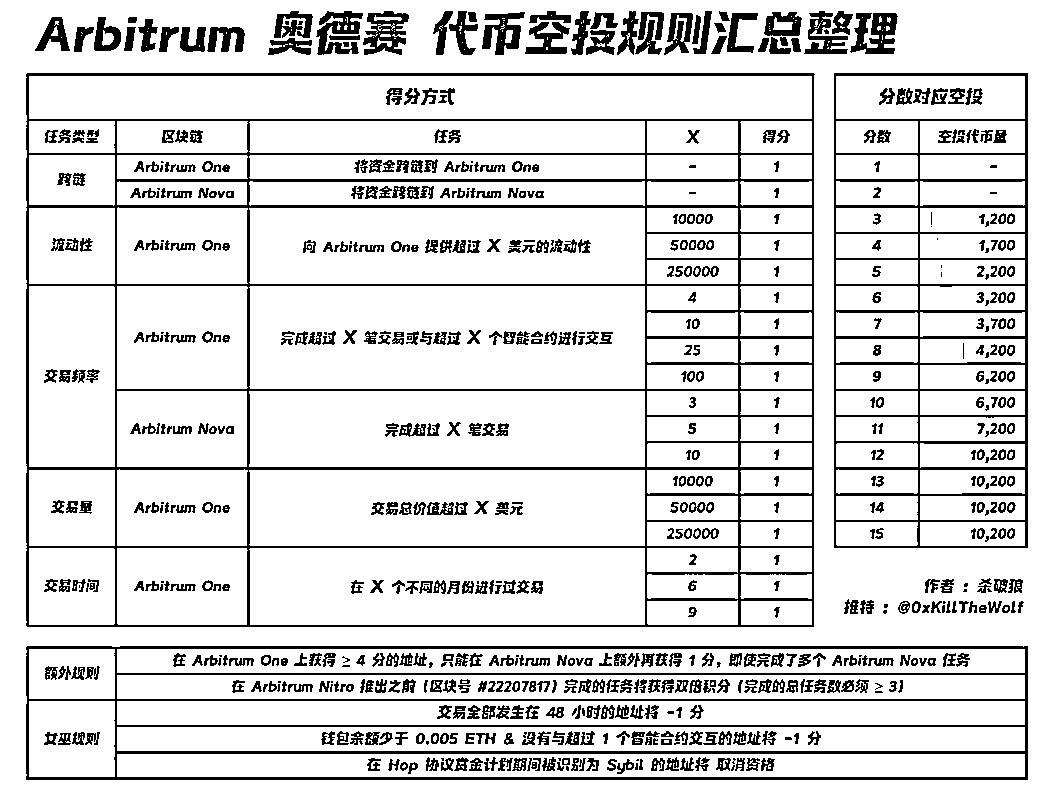 Arbitrum 奥德赛 代币空投规则汇总整理
得分方式
任务类型 区块链 任务 X 得分
跨链 Arbitrum One 将资金跨链到 Arbitrum One - 1
Arbitrum Nova 将资金跨链到 Arbitrum Nova - 1
流动性 Arbitrum One 向 Arbitrum One 提供超过 X 美元的流动性 10000 1
50000 1
250000 1
交易频率 Arbitrum One 完成超过 X 笔交易或与超过 X 个智能合约进行交互 4 1
10 1
25 1
100 1
Arbitrum Nova 完成超过 X 笔交易 3 1
5 1
10 1
交易量 Arbitrum One 交易总价值超过 X 美元 10000 1
50000 1
250000 1
交易时间 Arbitrum One 在 X 个不同的月份进行过交易 2 1
6 1
9 1
分数对应空投
分数 空投代币量
1 -
2 -
3 1,200
4 1,700
5 2,200
6 3,200
7 3,700
8 4,200
9 6,200
10 6,700
11 7,200
12 10,200
13 10,200
14 10,200
15 10,200
作者 : 杀破狼
推特 : @0xKillTheWolf
额外规则 在 Arbitrum One 上获得 ≥ 4 分的地址，只能在 Arbitrum Nova 上额外再获得 1 分，即使完成了多个 Arbitrum Nova 任务
在 Arbitrum Nitro 推出之前 (区块号 #22207817) 完成的任务将获得双倍积分 (完成的总任务数必须 ≥ 3)
女巫规则 交易全部发生在 48 小时的地址将 -1 分
钱包余额少于 0.005 ETH & 没有与超过 1 个智能合约交互的地址将 -1 分
在 Hop 协议赏金计划期间被识别为 Sybil 的地址将 取消资格